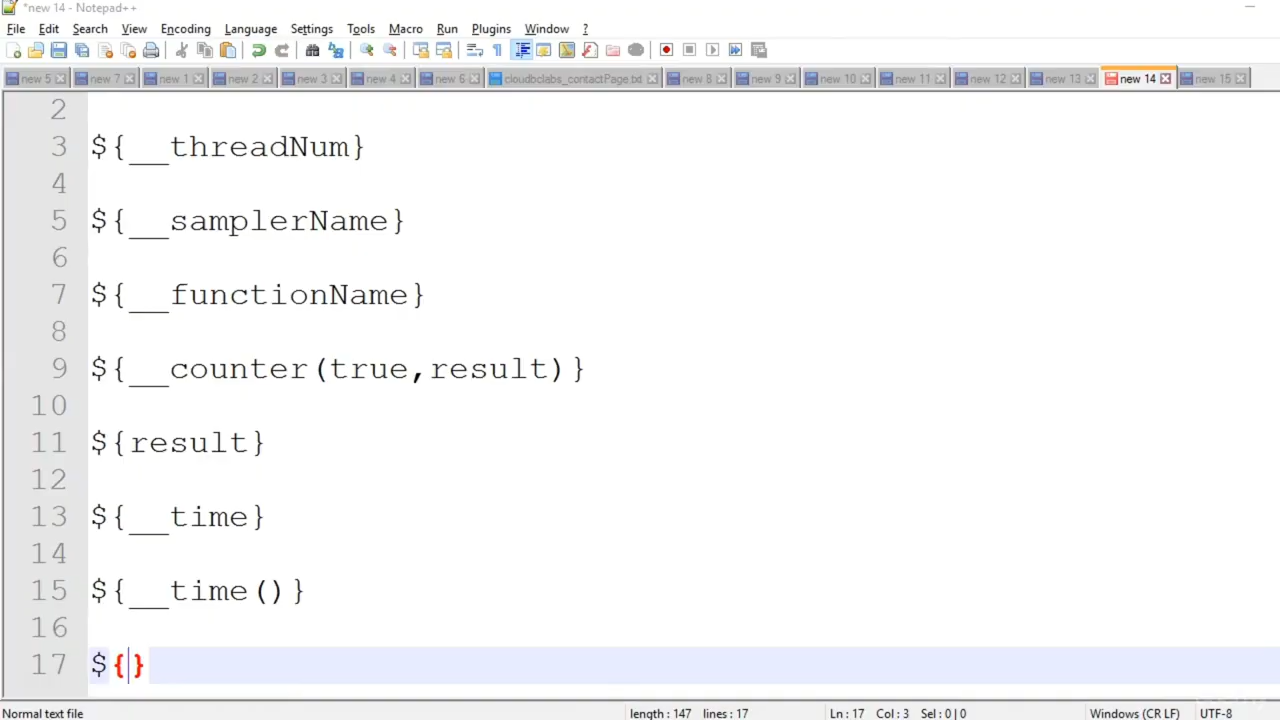 *new 14 - Notepad++
File Edit Search View Encoding Language Settings Tools Macro Run Plugins Window ?
new 5 new 7 new 1 new 2 new 3 new 4 new 6 cloudbclabs_contactPage.txt new 8 new 9 new 10 new 11 new 12 new 13 new 14 new 15
2
3 ${__threadNum}
4
5 ${__samplerName}
6
7 ${__functionName}
8
9 ${__counter(true,result)}
10
11 ${result}
12
13 ${__time}
14
15 ${__time()}
16
17 ${}
Normal text file length : 147 lines : 17 Ln : 17 Col : 3 Sel : 0 | 0 Windows (CR LF) UTF-8